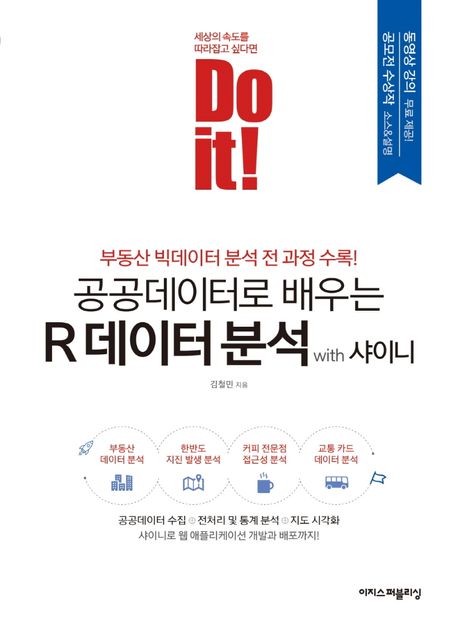 세상의 속도를
따라잡고 싶다면
Do
it!
동영상 강의 무료 제공!
공모전 수상작 소스&설명
부동산 빅데이터 분석 전 과정 수록!
공공데이터로 배우는
R 데이터 분석 with 샤이니
김철민 지음
부동산
데이터 분석
한반도
지진 발생 분석
커피 전문점
접근성 분석
교통 카드
데이터 분석
공공데이터 수집 전처리 및 통계 분석 지도 시각화
샤이니로 웹 애플리케이션 개발과 배포까지!
이지스퍼블리싱